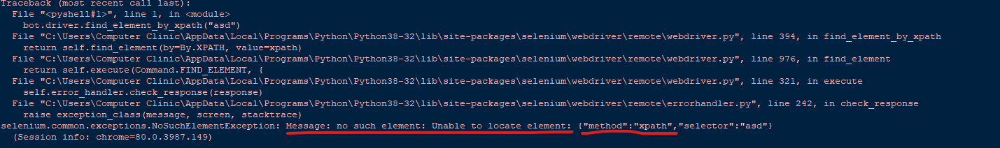 Traceback (most recent call last):
  File "<pyshell#1>", line 1, in <module>
    bot.driver.find_element_by_xpath("asd")
  File "C:\Users\Computer Clinic\AppData\Local\Programs\Python\Python38-32\lib\site-packages\selenium\webdriver\remote\webdriver.py", line 394, in find_element_by_xpath
    return self.find_element(by=By.XPATH, value=xpath)
  File "C:\Users\Computer Clinic\AppData\Local\Programs\Python\Python38-32\lib\site-packages\selenium\webdriver\remote\webdriver.py", line 976, in find_element
    return self.execute(Command.FIND_ELEMENT, {
  File "C:\Users\Computer Clinic\AppData\Local\Programs\Python\Python38-32\lib\site-packages\selenium\webdriver\remote\webdriver.py", line 321, in execute
    self.error_handler.check_response(response)
  File "C:\Users\Computer Clinic\AppData\Local\Programs\Python\Python38-32\lib\site-packages\selenium\webdriver\remote\errorhandler.py", line 242, in check_response
    raise exception_class(message, screen, stacktrace)
selenium.common.exceptions.NoSuchElementException: Message: no such element: Unable to locate element: {"method":"xpath","selector":"asd"}
  (Session info: chrome=80.0.3987.149)